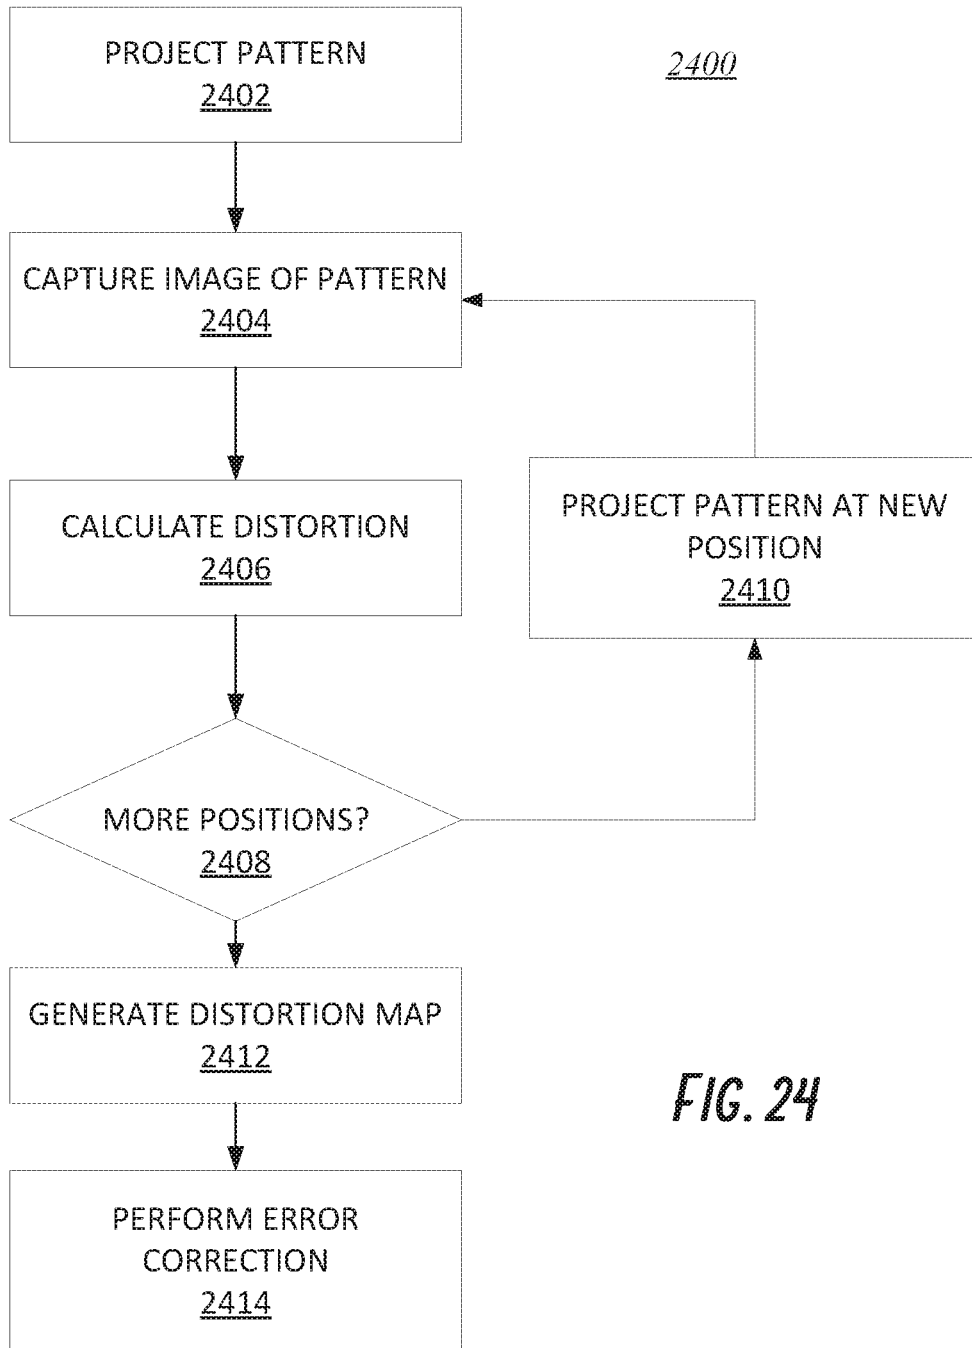 PROJECT PATTERN
2402
2400
CAPTURE IMAGE OF PATTERN
2404
CALCULATE DISTORTION
2406
PROJECT PATTERN AT NEW
POSITION
2410
MORE POSITIONS?
2408
GENERATE DISTORTION MAP
2412
FIG. 24
PERFORM ERROR
CORRECTION
2414